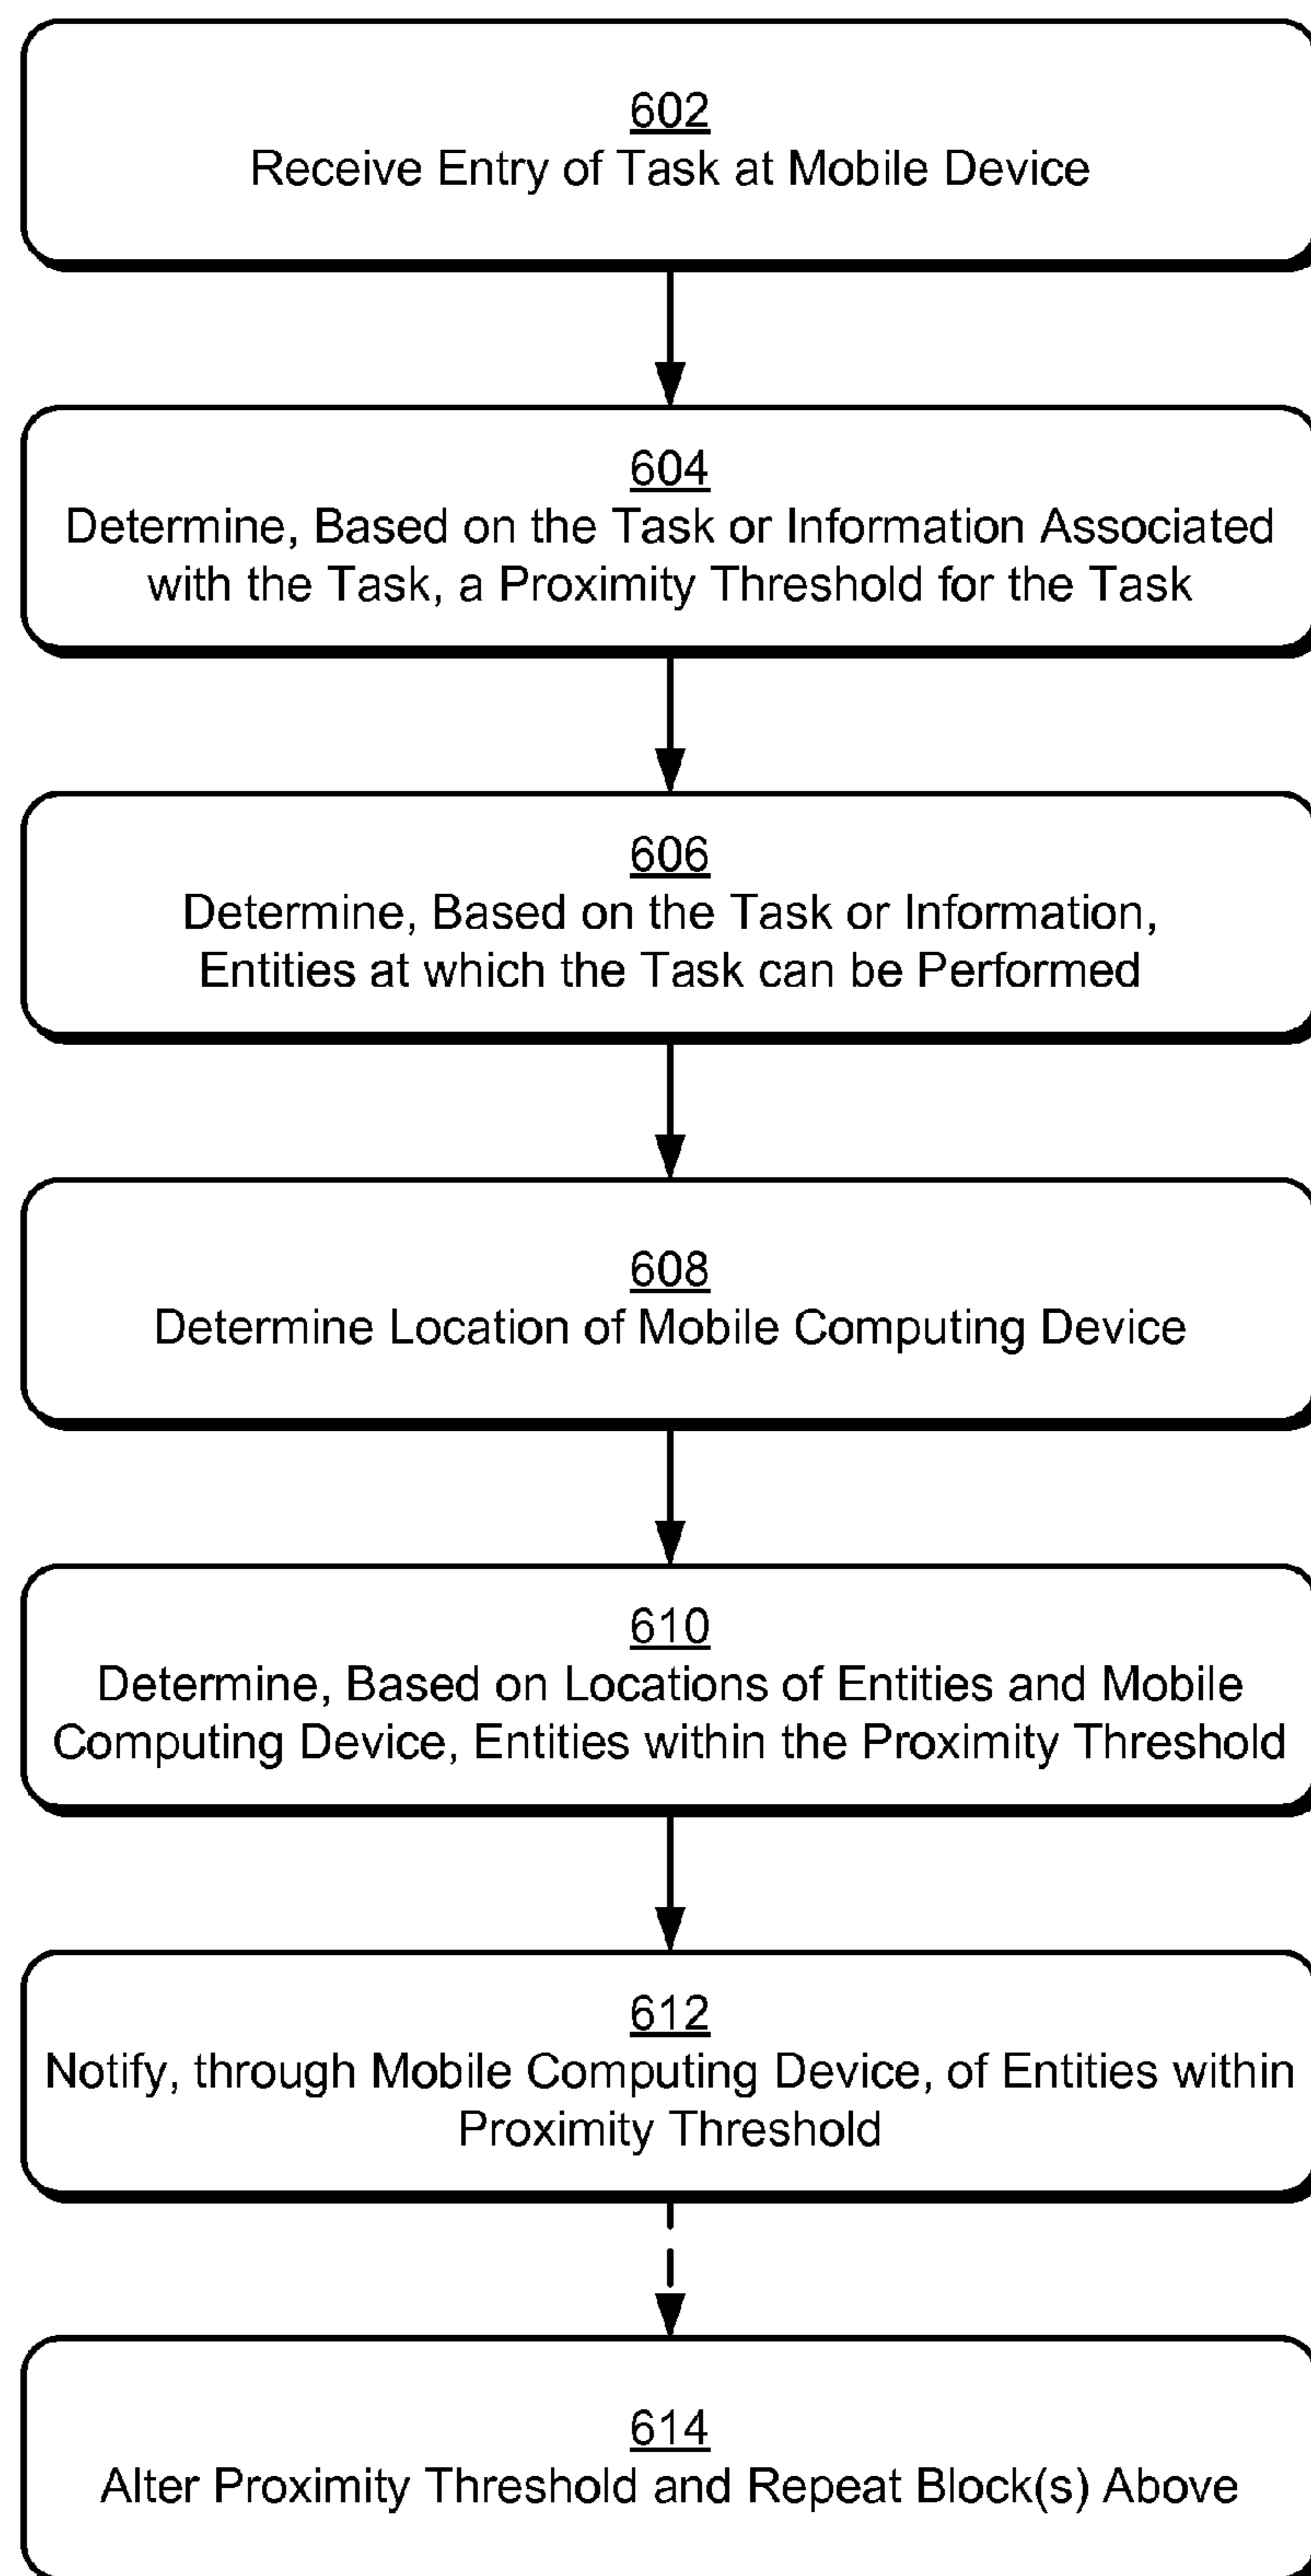 602
Receive Entry of Task at Mobile Device
604
Determine, Based on the Task or Information Associated
with the Task, a Proximity Threshold for the Task
606
Determine, Based on the Task or Information,
Entities at which the Task can be Performed
608
Determine Location of Mobile Computing Device
610
Determine, Based on Locations of Entities and Mobile
Computing Device, Entities within the Proximity Threshold
612
Notify, through Mobile Computing Device, of Entities within
Proximity Threshold
614
Alter Proximity Threshold and Repeat Block(s) Above